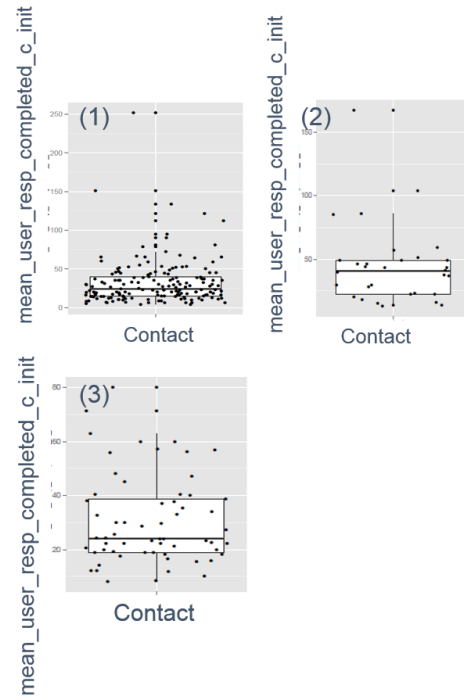 mean_user_resp_completed_c_init
(1)
250
200
150
100
50
0
Contact
mean_user_resp_completed_c_init
(2)
150
100
50
Contact
mean_user_resp_completed_c_init
(3)
80
60
40
20
Contact